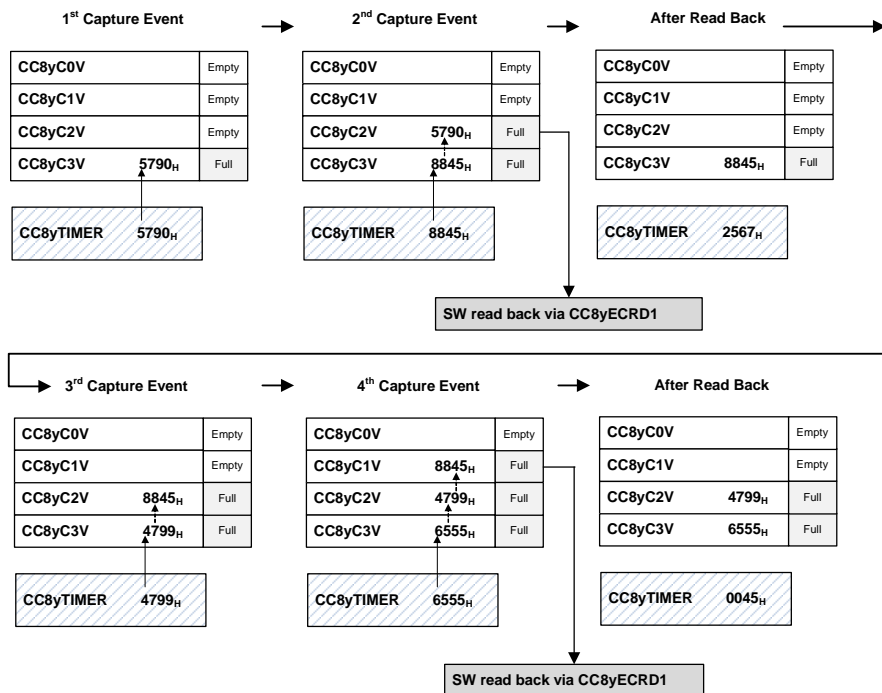 1st Capture Event
2nd Capture Event
After Read Back
CC8yC0V Empty
CC8yC1V Empty
CC8yC2V Empty
CC8yC3V 5790H Full
CC8yTIMER 5790H
CC8yC0V Empty
CC8yC1V Empty
CC8yC2V 5790H Full
CC8yC3V 8845H Full
CC8yTIMER 8845H
CC8yC0V Empty
CC8yC1V Empty
CC8yC2V Empty
CC8yC3V 8845H Full
CC8yTIMER 2567H
SW read back via CC8yECRD1
3rd Capture Event
4th Capture Event
After Read Back
CC8yC0V Empty
CC8yC1V Empty
CC8yC2V 8845H Full
CC8yC3V 4799H Full
CC8yTIMER 4799H
CC8yC0V Empty
CC8yC1V 8845H Full
CC8yC2V 4799H Full
CC8yC3V 6555H Full
CC8yTIMER 6555H
CC8yC0V Empty
CC8yC1V Empty
CC8yC2V 4799H Full
CC8yC3V 6555H Full
CC8yTIMER 0045H
SW read back via CC8yECRD1